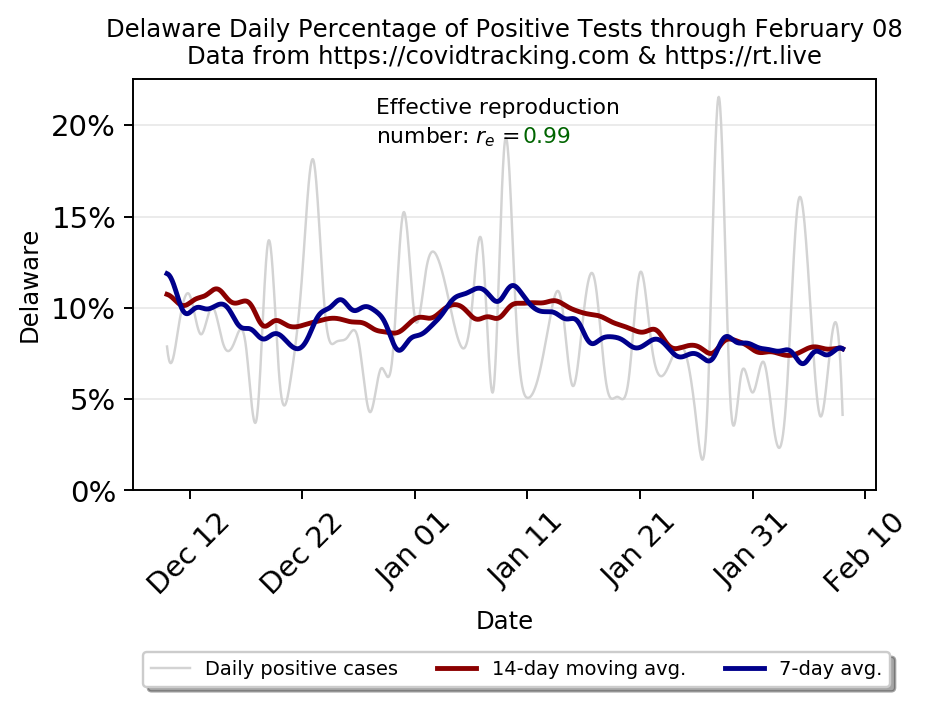 Delaware Daily Percentage of Positive Tests through February 08
Data from https://covidtracking.com & https://rt.live
Effective reproduction
number: rₑ =0.99
20%
15%
10%
5%
0%
Delaware
Dec 12
Dec 22
Jan 01
Jan 11
Jan 21
Jan 31
Feb 10
Date
Daily positive cases
14-day moving avg.
7-day avg.